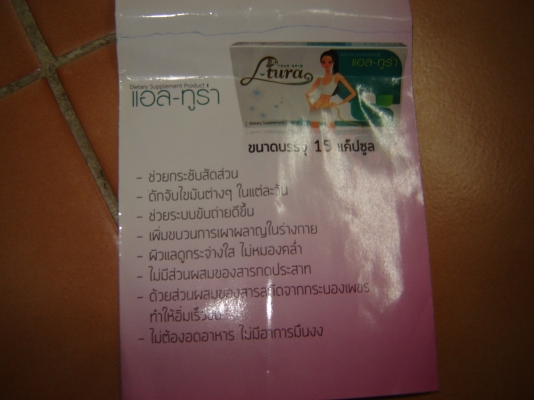 Dietary Supplement Product
แอล-ทูร่า
YOUR SKIN
L-tura
แอล-ทูร่า
Dietary Supplement
ขนาดบรรจุ 15 แค็ปซูล
- ช่วยกระชับสัดส่วน
- ดักจับไขมันต่างๆ ในแต่ละวัน
- ช่วยระบบขับถ่ายดีขึ้น
- เพิ่มขบวนการเผาผลาญในร่างกาย
- ผิวแลดูกระจ่างใส ไม่หมองคล้ำ
- ไม่มีส่วนผสมของสารกดประสาท
- ด้วยส่วนผสมของสารสกัดจากกระบองเพชร
ทำให้อิ่มเร็วขึ้น
- ไม่ต้องอดอาหาร ไม่มีอาการมึนงง